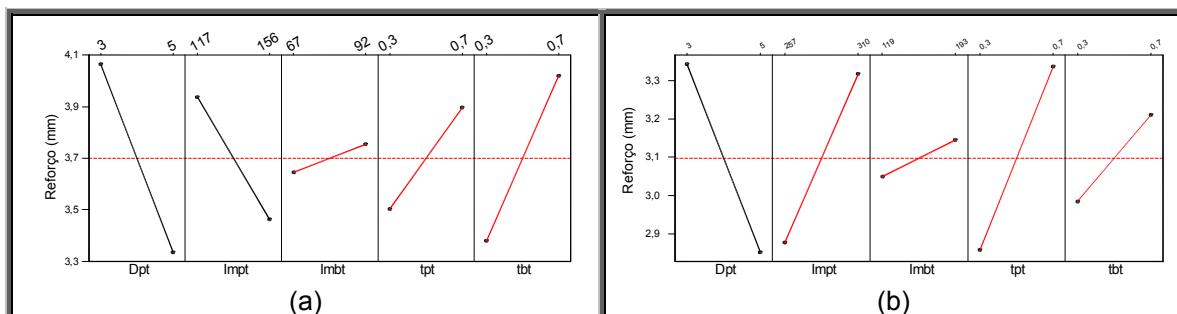 3 5 117 156 67 92 0,3 0,7 0,3 0,7
4,1
3,9
3,7
3,5
3,3
Reforço (mm)
Dpt Impt Imbt tpt tbt
(a)
3 5 257 310 119 193 0,3 0,7 0,3 0,7
3,3
3,2
3,1
3,0
2,9
Reforço (mm)
Dpt Impt Imbt tpt tbt
(b)